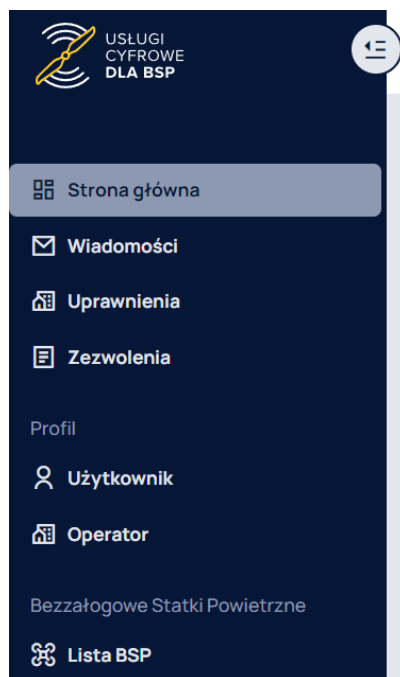 USŁUGI
CYFROWE
DLA BSP
Strona główna
Wiadomości
Uprawnienia
Zezwolenia
Profil
Użytkownik
Operator
Bezzałogowe Statki Powietrzne
Lista BSP